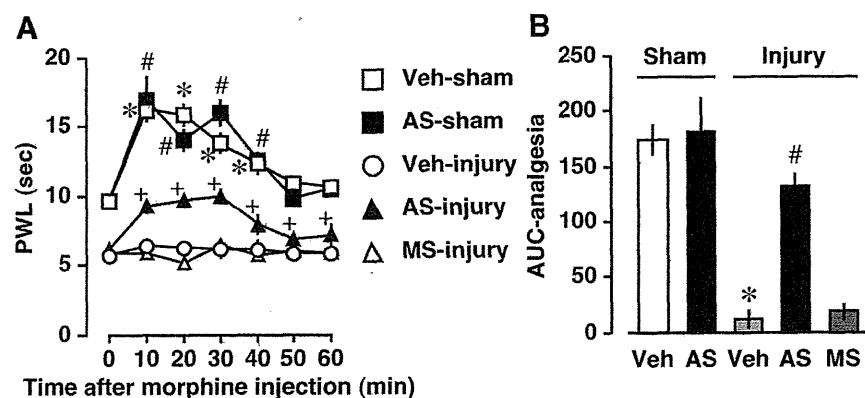 A
PWL (sec)
20
15
10
5
0
# * # * # * * #
+ + + + + +
0 10 20 30 40 50 60
Time after morphine injection (min)
Veh-sham
AS-sham
Veh-injury
AS-injury
MS-injury
B
Sham Injury
AUC-analgesia
250
200
150
100
50
0
* #
Veh AS Veh AS MS